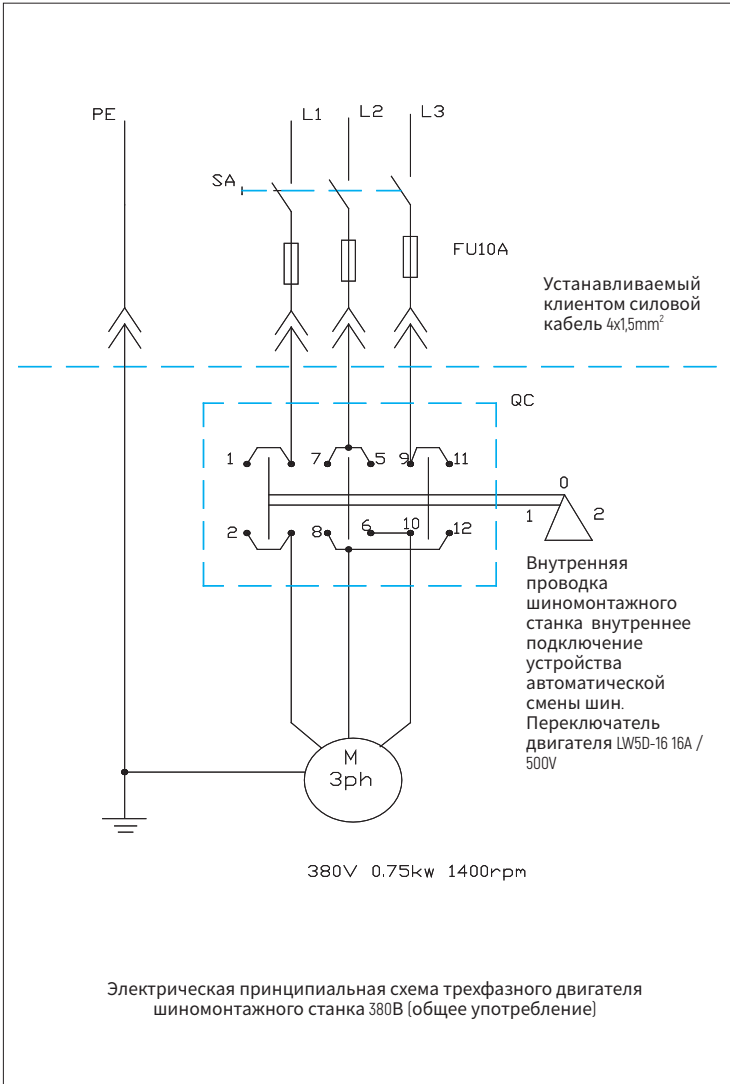 PE
L1
L2
L3
SA
FU10A
Устанавливаемый
клиентом силовой
кабель 4x1,5mm²
QC
1
7
5
9
11
0
1
2
2
8
6
10
12
Внутренняя
проводка
шиномонтажного
станка внутреннее
подключение
устройства
автоматической
смены шин.
Переключатель
двигателя LW5D-16 16A /
500V
M
3ph
380V 0.75kw 1400rpm
Электрическая принципиальная схема трехфазного двигателя
шиномонтажного станка 380В (общее употребление)